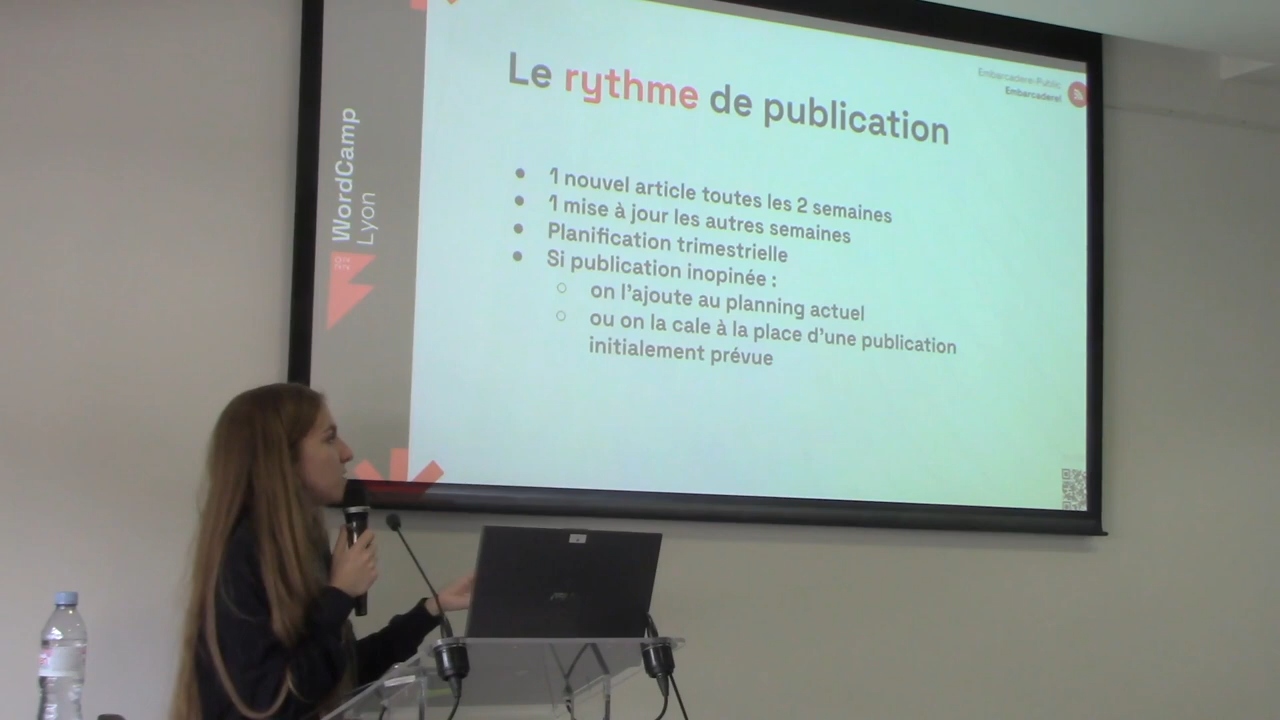 Le rythme de publication
Embarcadere-Public
WordCamp
Lyon
● 1 nouvel article toutes les 2 semaines
● 1 mise à jour les autres semaines
● Planification trimestrielle
● Si publication inopinée :
○ on l'ajoute au planning actuel
○ ou on la cale à la place d'une publication
initialement prévue